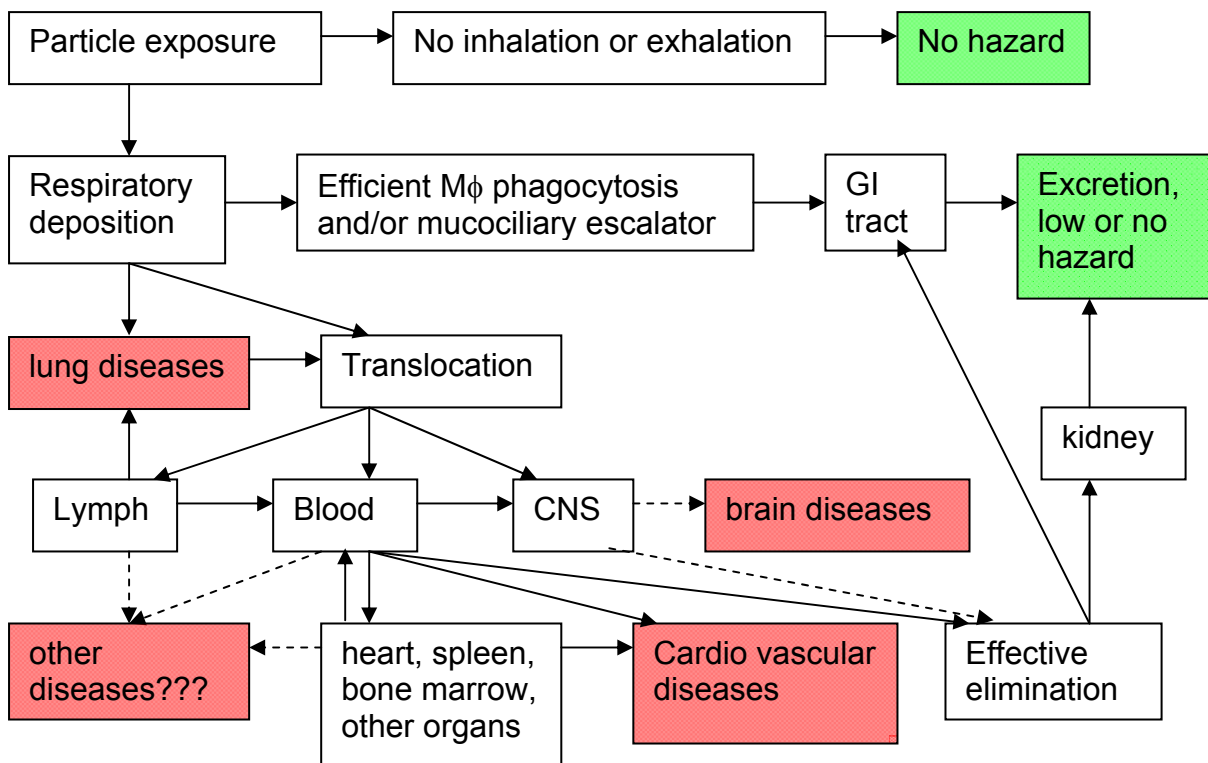 Particle exposure
No inhalation or exhalation
No hazard
Respiratory
deposition
Efficient Mϕ phagocytosis
and/or mucociliary escalator
GI
tract
Excretion,
low or no
hazard
lung diseases
Translocation
kidney
Lymph
Blood
CNS
brain diseases
other
diseases???
heart, spleen,
bone marrow,
other organs
Cardio vascular
diseases
Effective
elimination